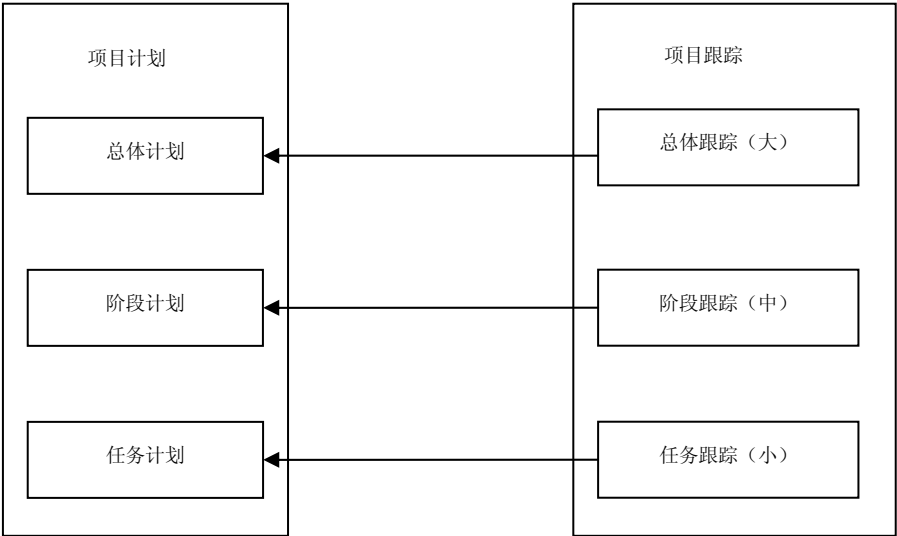 项目计划
项目跟踪
总体计划
总体跟踪（大）
阶段计划
阶段跟踪（中）
任务计划
任务跟踪（小）